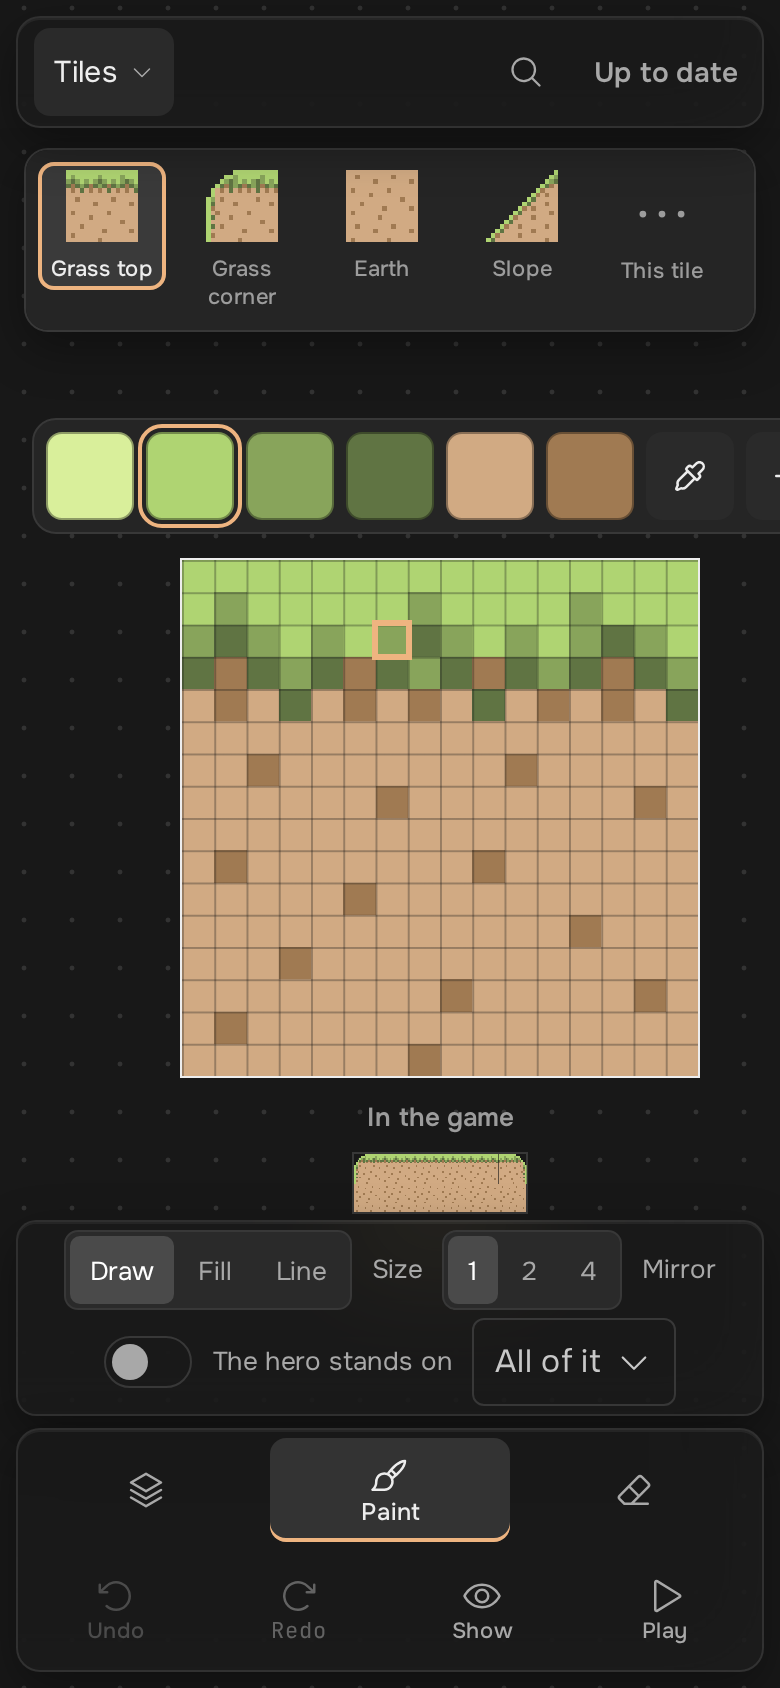 Tiles
Up to date
Grass top
Grass
corner
Earth
Slope
This tile
In the game
Draw
Fill
Line
Size
1
2
4
Mirror
The hero stands on
All of it
Paint
Undo
Redo
Show
Play